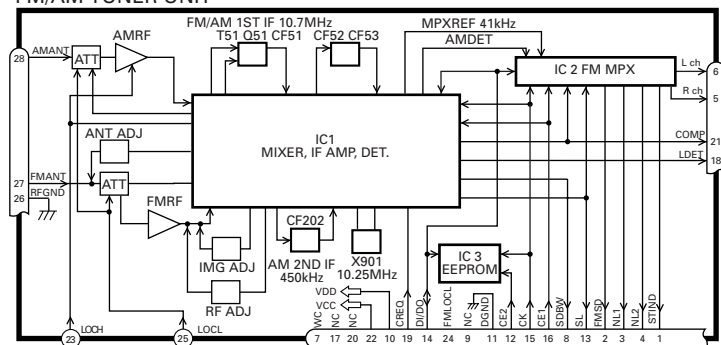 FM/AM TUNER UNIT
FM/AM 1ST IF 10.7MHz
T51 Q51 CF51
CF52 CF53
MPXREF 41kHz
AMDET
28
AMANT
ATT
AMRF
IC 2 FM MPX
L ch
6
R ch
5
ANT ADJ
IC1
MIXER, IF AMP, DET.
COMP
21
LDET
18
27
FMANT
26
RFGND
ATT
FMRF
CF202
AM 2ND IF
450kHz
X901
10.25MHz
IC 3
EEPROM
IMG ADJ
RF ADJ
VDD
VCC
LOCH
LOCL
WC
NC
NC
CREQ
DI/DO
FMLOCL
NC
DGND
CE2
CK
CE1
SDBW
SL
FMSD
NL1
NL2
STIND
23
25
7
17
20
22
10
19
14
24
9
11
12
15
16
8
13
2
3
4
1